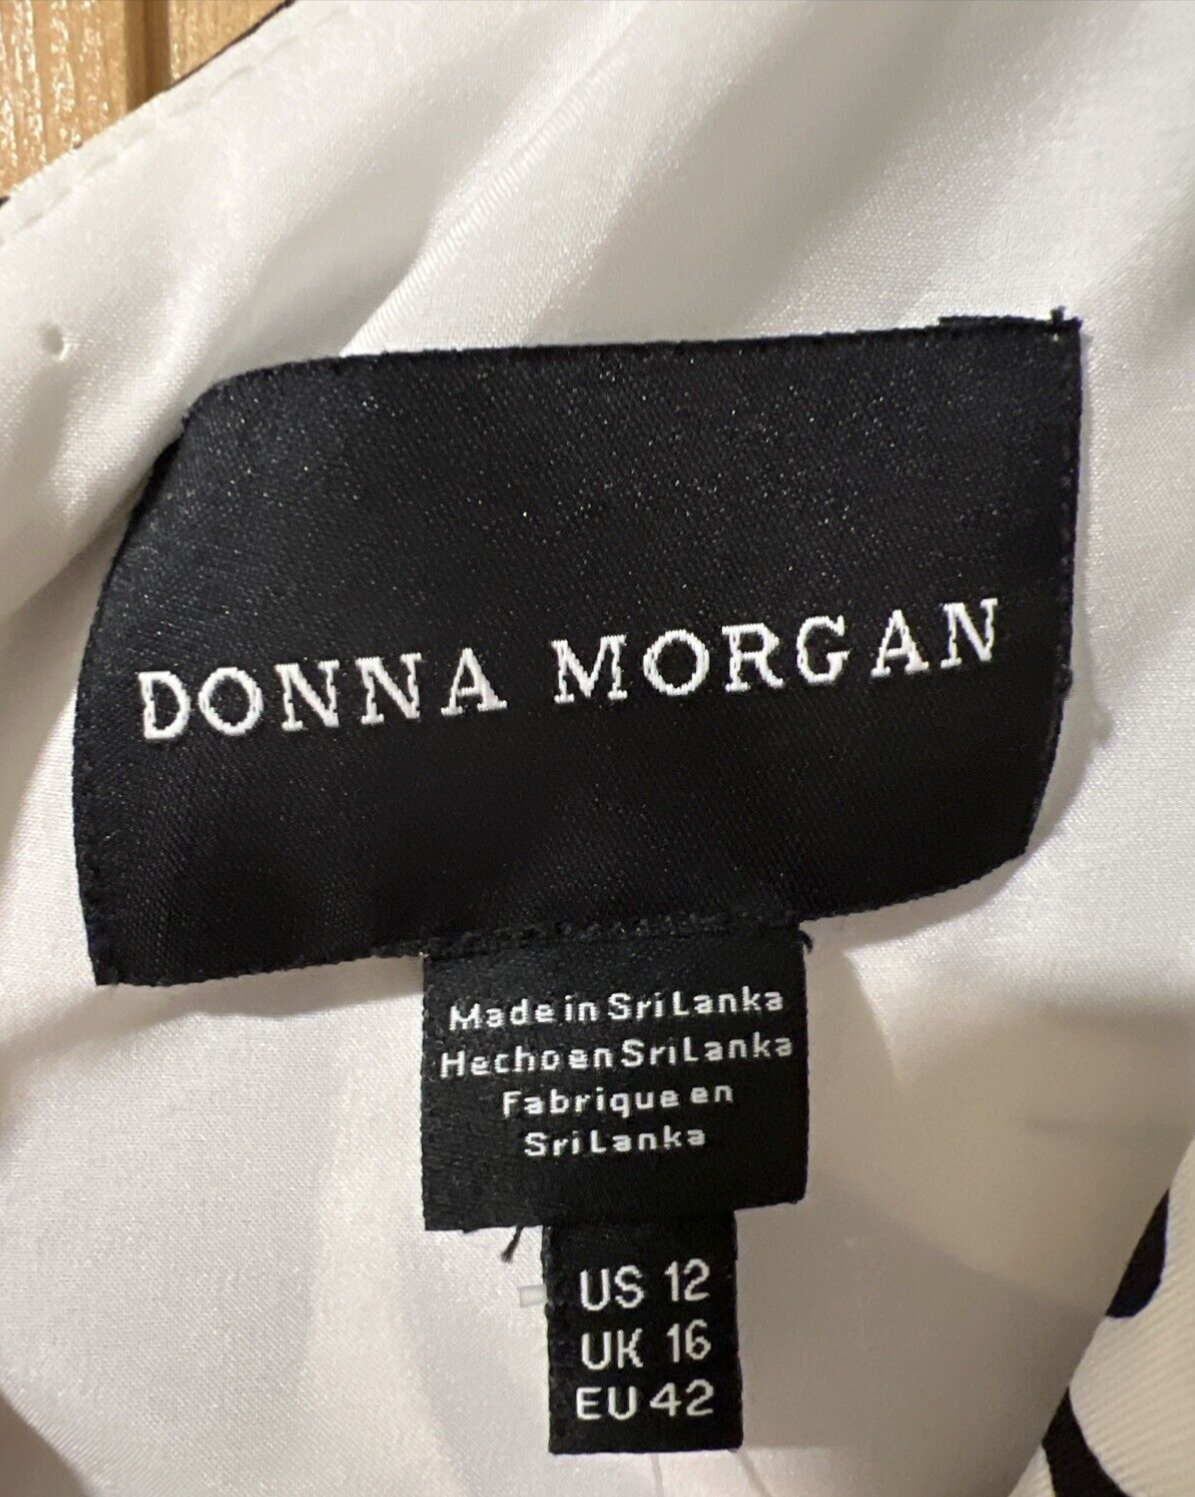 DONNA MORGAN
Made in Sri Lanka
Hecho en Sri Lanka
Fabrique en
Sri Lanka
US 12
UK 16
EU 42